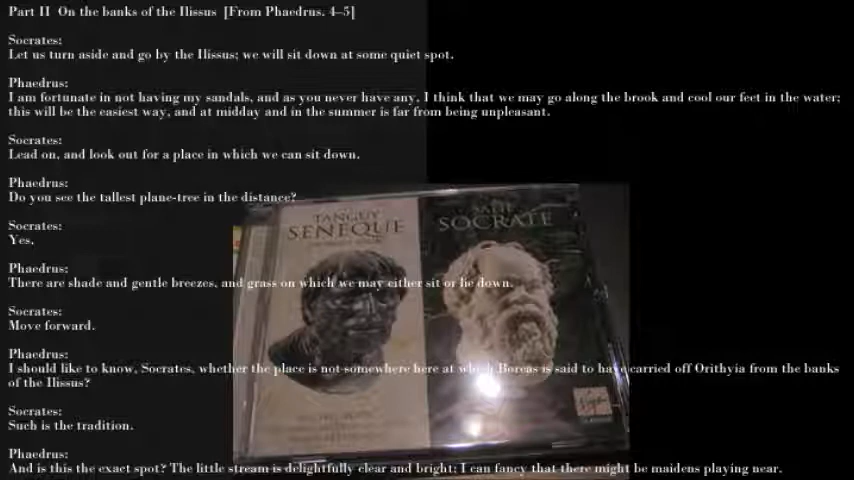 Part II On the banks of the Ilissus [From Phaedrus. 4–5]
Socrates:
Let us turn aside and go by the Ilissus; we will sit down at some quiet spot.
Phaedrus:
I am fortunate in not having my sandals, and as you never have any, I think that we may go along the brook and cool our feet in the water;
this will be the easiest way, and at midday and in the summer is far from being unpleasant.
Socrates:
Lead on, and look out for a place in which we can sit down.
Phaedrus:
Do you see the tallest plane-tree in the distance?
TANGUY
SENEQUE
SATIE
SOCRATE
Socrates:
Yes.
Phaedrus:
There are shade and gentle breezes, and grass on which we may either sit or lie down.
Socrates:
Move forward.
Phaedrus:
I should like to know, Socrates, whether the place is not somewhere here at which Boreas is said to have carried off Orithyia from the banks
of the Ilissus?
Socrates:
Such is the tradition.
Phaedrus:
And is this the exact spot? The little stream is delightfully clear and bright; I can fancy that there might be maidens playing near.